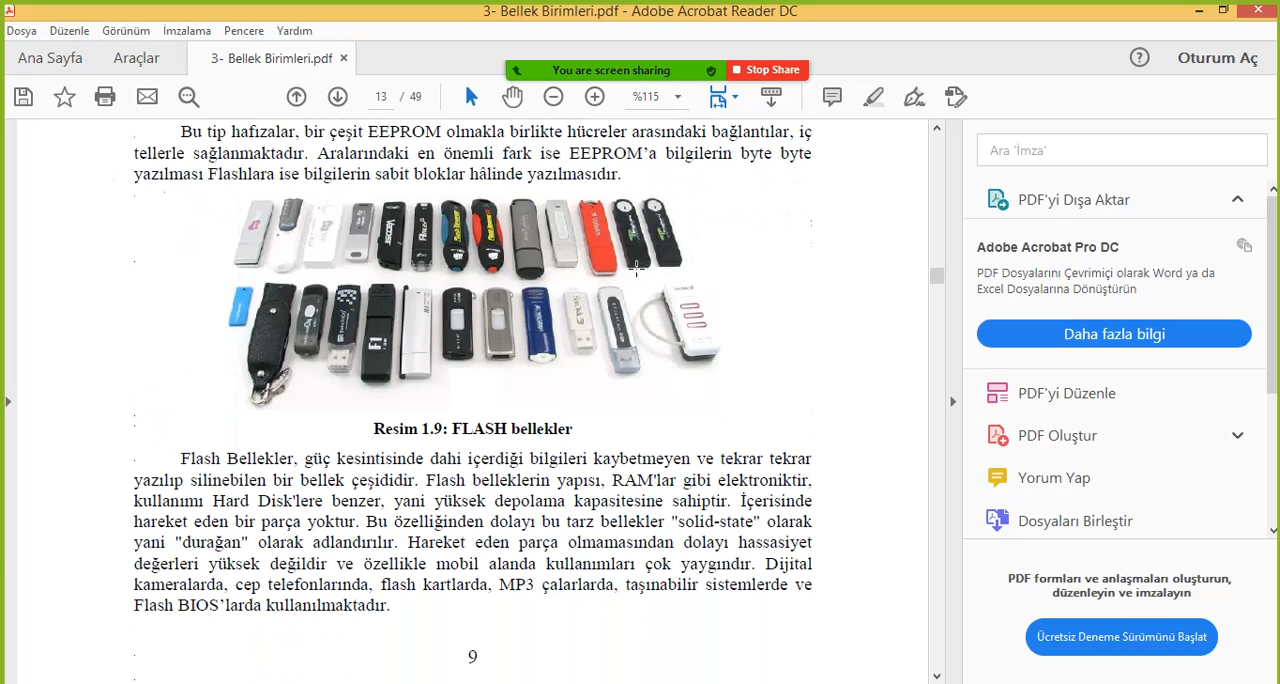 3- Bellek Birimleri.pdf - Adobe Acrobat Reader DC
Dosya Düzenle Görünüm İmzalama Pencere Yardım
Ana Sayfa Araçlar 3- Bellek Birimleri.pdf × Oturum Aç
You are screen sharing Stop Share
13 / 49 %115
Bu tip hafızalar, bir çeşit EEPROM olmakla birlikte hücreler arasındaki bağlantılar, iç
tellerle sağlanmaktadır. Aralarındaki en önemli fark ise EEPROM’a bilgilerin byte byte
yazılması Flashlara ise bilgilerin sabit bloklar hâlinde yazılmasıdır.
F1
Resim 1.9: FLASH bellekler
Flash Bellekler, güç kesintisinde dahi içerdiği bilgileri kaybetmeyen ve tekrar tekrar
yazılıp silinebilen bir bellek çeşididir. Flash belleklerin yapısı, RAM'lar gibi elektroniktir,
kullanımı Hard Disk'lere benzer, yani yüksek depolama kapasitesine sahiptir. İçerisinde
hareket eden bir parça yoktur. Bu özelliğinden dolayı bu tarz bellekler "solid-state" olarak
yani "durağan" olarak adlandırılır. Hareket eden parça olmamasından dolayı hassasiyet
değerleri yüksek değildir ve özellikle mobil alanda kullanımları çok yaygındır. Dijital
kameralarda, cep telefonlarında, flash kartlarda, MP3 çalarlarda, taşınabilir sistemlerde ve
Flash BIOS’larda kullanılmaktadır.
9
Ara 'İmza'
PDF'yi Dışa Aktar
Adobe Acrobat Pro DC
PDF Dosyalarını Çevrimiçi olarak Word ya da
Excel Dosyalarına Dönüştürün
Daha fazla bilgi
PDF'yi Düzenle
PDF Oluştur
Yorum Yap
Dosyaları Birleştir
PDF formları ve anlaşmaları oluşturun,
düzenleyin ve imzalayın
Ücretsiz Deneme Sürümünü Başlat